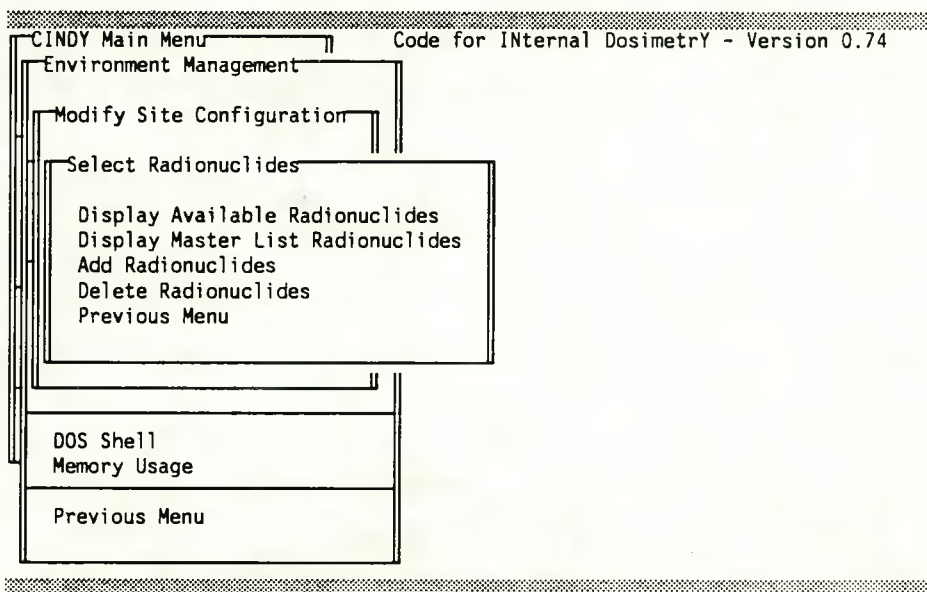 CINDY Main Menu
Code for INternal DosimetrY - Version 0.74
Environment Management
Modify Site Configuration
Select Radionuclides
Display Available Radionuclides
Display Master List Radionuclides
Add Radionuclides
Delete Radionuclides
Previous Menu
DOS Shell
Memory Usage
Previous Menu